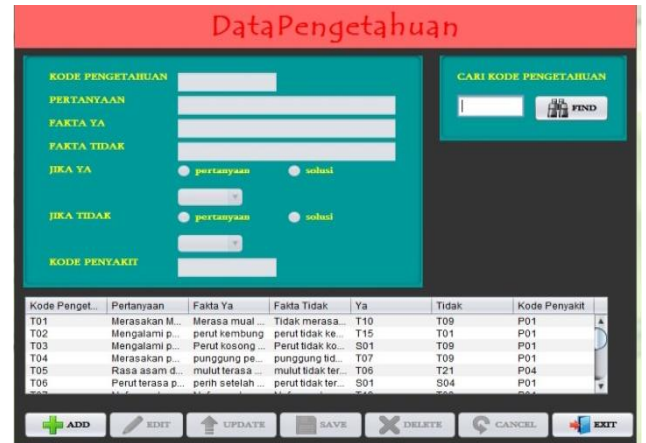 DataPengetahuan
KODE PENGETAHUAN
PERTANYAAN
FAKTA YA
FAKTA TIDAK
JIKA YA pertanyaan solusi
JIKA TIDAK pertanyaan solusi
KODE PENYAKIT
CARI KODE PENGETAHUAN
FIND
Kode Penget... Pertanyaan Fakta Ya Fakta Tidak Ya Tidak Kode Penyakit
T01 Merasakan M... Merasa mual ... Tidak merasa... T10 T09 P01
T02 Mengalami p... perut kembung perut tidak ke... T15 T01 P01
T03 Mengalami p... Perut kosong ... Perut tidak ko... S01 T09 P01
T04 Merasakan p... punggung pe... punggung tid... T07 T09 P01
T05 Rasa asam d... mulut terasa ... mulut tidak ter... T06 T21 P04
T06 Perut terasa p... perih setelah ... perut tidak ter... S01 S04 P01
ADD EDIT UPDATE SAVE DELETE CANCEL EXIT